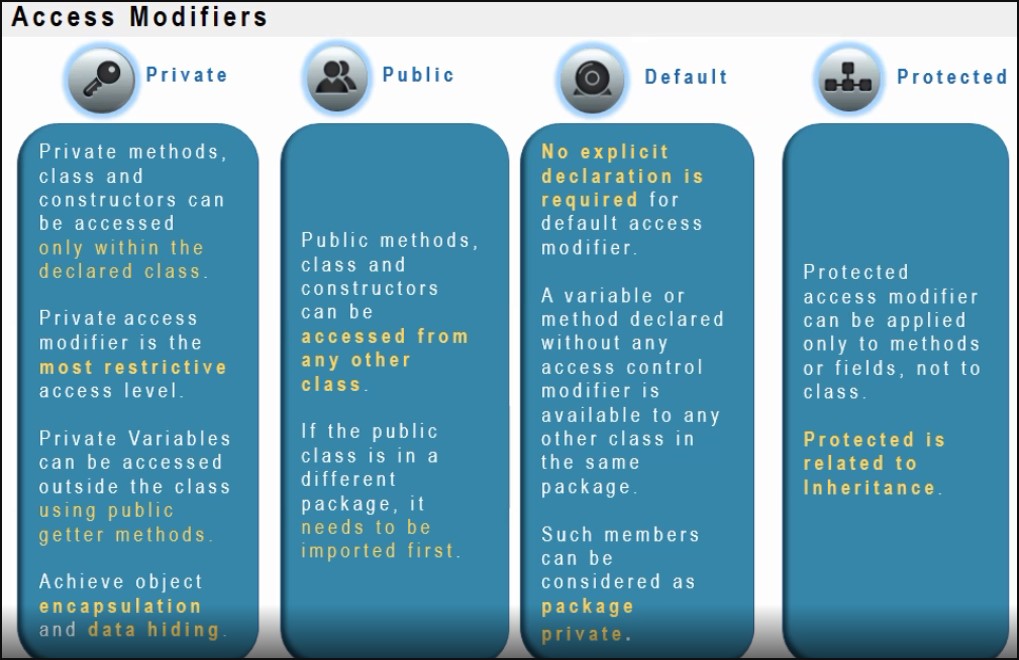 Access Modifiers
Private
Private methods,
class and
constructors can
be accessed
only within the
declared class.
Private access
modifier is the
most restrictive
access level.
Private Variables
can be accessed
outside the class
using public
getter methods.
Achieve object
encapsulation
and data hiding.
Public
Public methods,
class and
constructors
can be
accessed from
any other
class.
If the public
class is in a
different
package, it
needs to be
imported first.
Default
No explicit
declaration is
required for
default access
modifier.
A variable or
method declared
without any
access control
modifier is
available to any
other class in
the same
package.
Such members
can be
considered as
package
private.
Protected
Protected
access modifier
can be applied
only to methods
or fields, not to
class.
Protected is
related to
Inheritance.